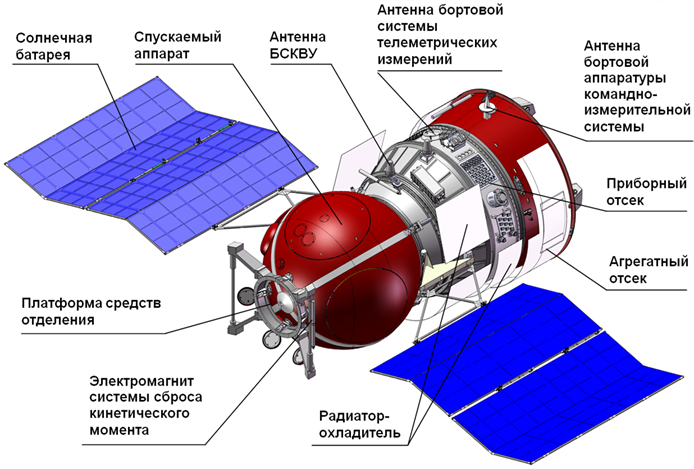 Солнечная
батарея
Спускаемый
аппарат
Антенна
БСКВУ
Антенна бортовой
системы
телеметрических
измерений
Антенна
бортовой
аппаратуры
командно-
измерительной
системы
Приборный
отсек
Агрегатный
отсек
Платформа средств
отделения
Электромагнит
системы сброса
кинетического
момента
Радиатор-
охладитель